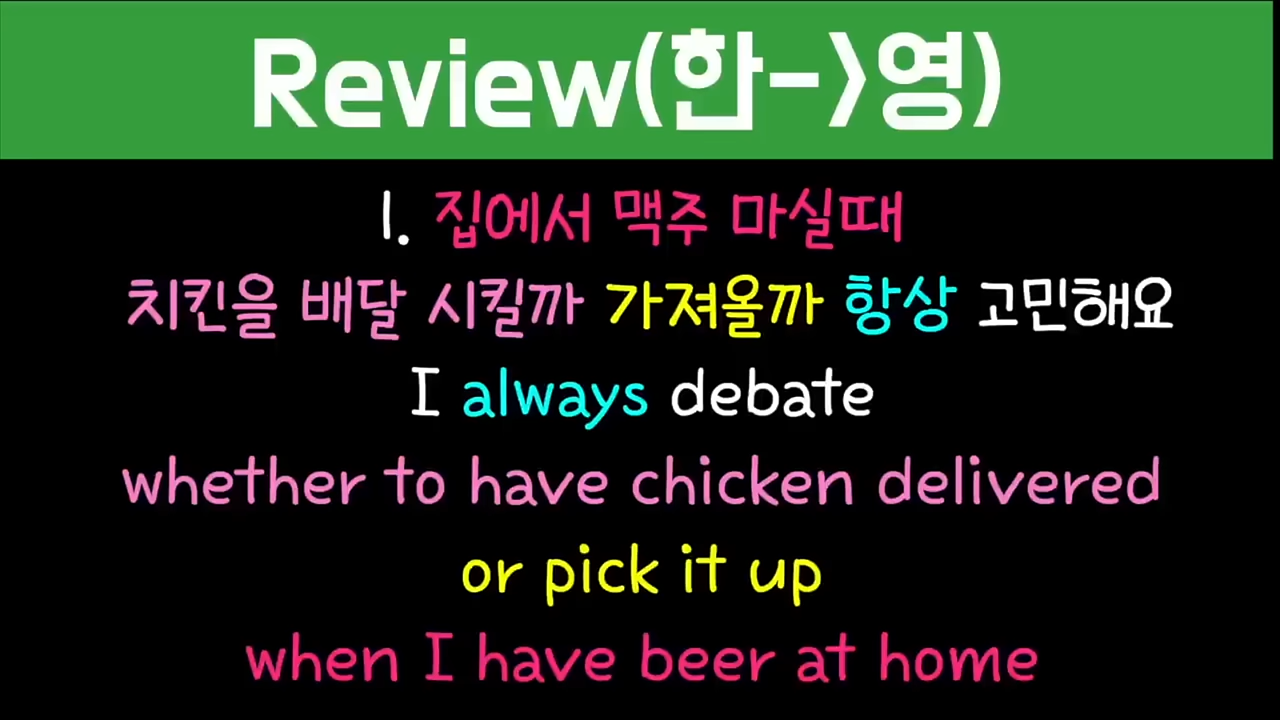 Review(한->영)
1. 집에서 맥주 마실때
치킨을 배달 시킬까 가져올까 항상 고민해요
I always debate
whether to have chicken delivered
or pick it up
when I have beer at home